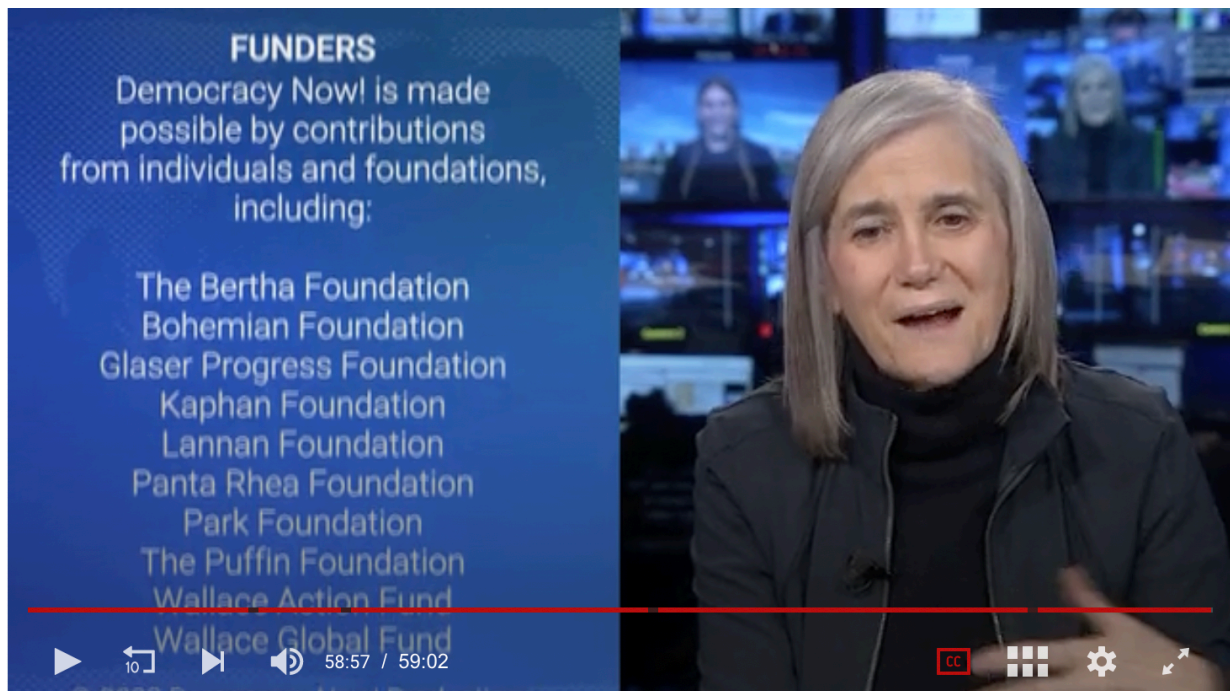 FUNDERS
Democracy Now! is made
possible by contributions
from individuals and foundations,
including:
The Bertha Foundation
Bohemian Foundation
Glaser Progress Foundation
Kaphan Foundation
Lannan Foundation
Panta Rhea Foundation
Park Foundation
The Puffin Foundation
Wallace Action Fund
Wallace Global Fund
10
58:57 / 59:02
CC